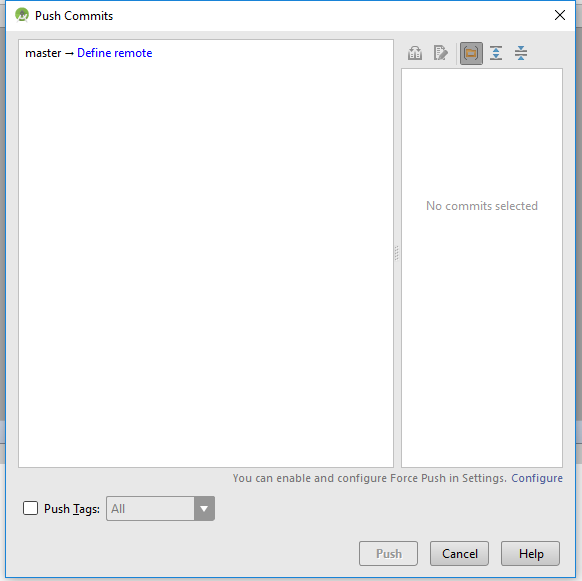 Push Commits
master → Define remote
No commits selected
You can enable and configure Force Push in Settings. Configure
Push Tags: All
Push Cancel Help